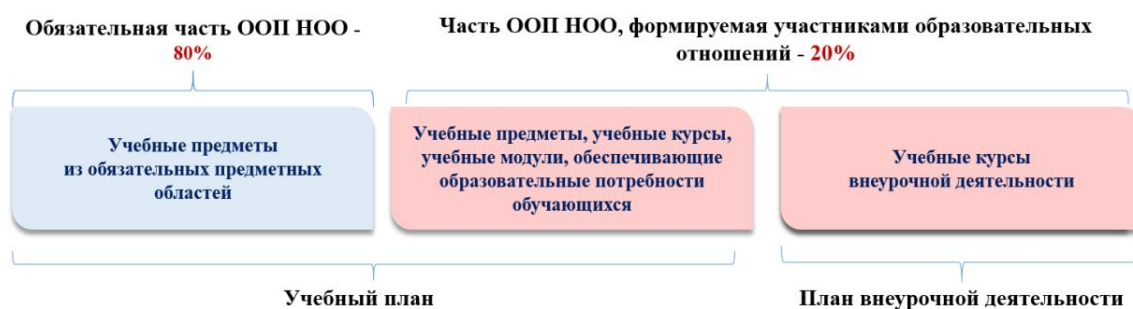 Обязательная часть ООП НОО -
80%
Часть ООП НОО, формируемая участниками образовательных
отношений - 20%
Учебные предметы
из обязательных предметных
областей
Учебные предметы, учебные курсы,
учебные модули, обеспечивающие
образовательные потребности
обучающихся
Учебные курсы
внеурочной деятельности
Учебный план
План внеурочной деятельности